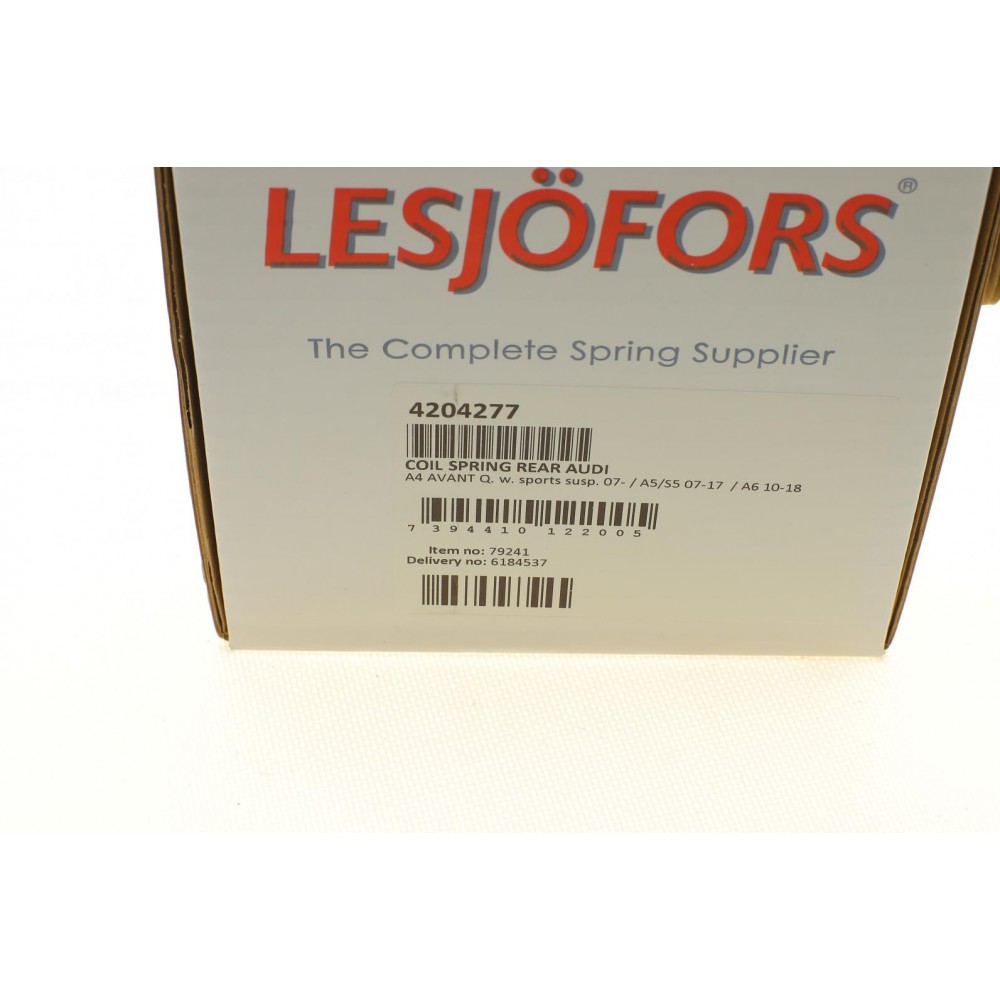 LESJÖFORS®
The Complete Spring Supplier
4204277
COIL SPRING REAR AUDI
A4 AVANT Q. w. sports susp. 07- / A5/S5 07-17 / A6 10-18
7 394410 122005
Item no: 79241
Delivery no: 6184537